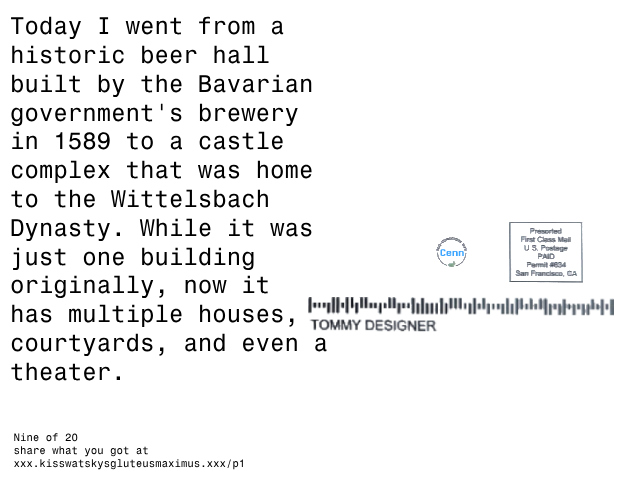 Today I went from a
historic beer hall
built by the Bavarian
government's brewery
in 1589 to a castle
complex that was home
to the Wittelsbach
Dynasty. While it was
just one building
originally, now it
has multiple houses,
courtyards, and even a
theater.
Cenn
Presorted
First Class Mail
U.S. Postage
PAID
Permit #634
San Francisco, CA
TOMMY DESIGNER
Nine of 20
share what you got at
xxx.kisswatskysgluteusmaximus.xxx/p1